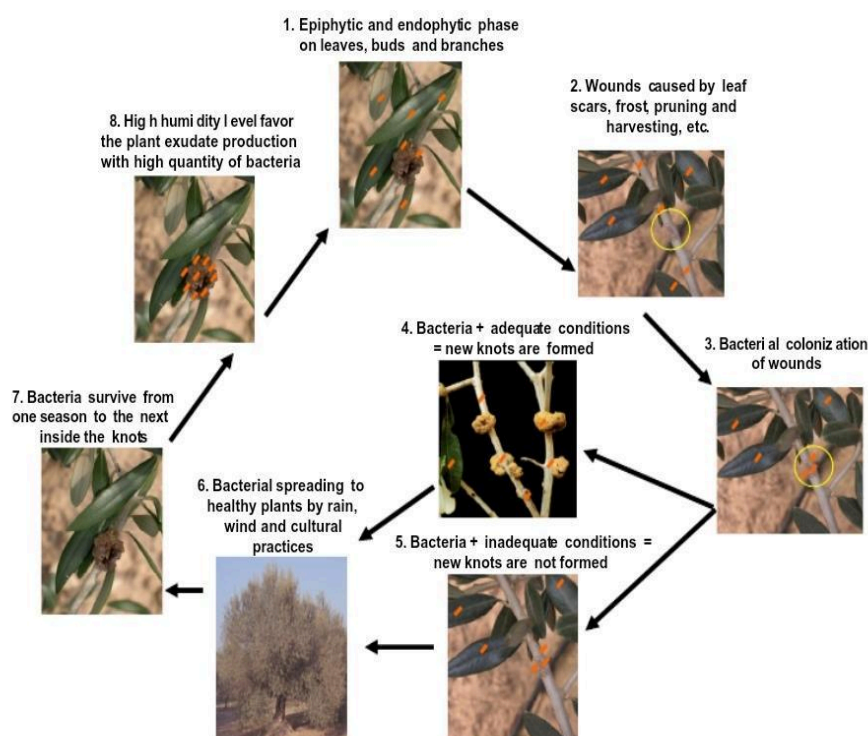 1. Epiphytic and endophytic phase
on leaves, buds and branches
2. Wounds caused by leaf
scars, frost, pruning and
harvesting, etc.
3. Bacteri al coloniz ation
of wounds
4. Bacteria + adequate conditions
= new knots are formed
5. Bacteria + inadequate conditions =
new knots are not formed
6. Bacterial spreading to
healthy plants by rain,
wind and cultural
practices
7. Bacteria survive from
one season to the next
inside the knots
8. Hig h humi dity l evel favor
the plant exudate production
with high quantity of bacteria